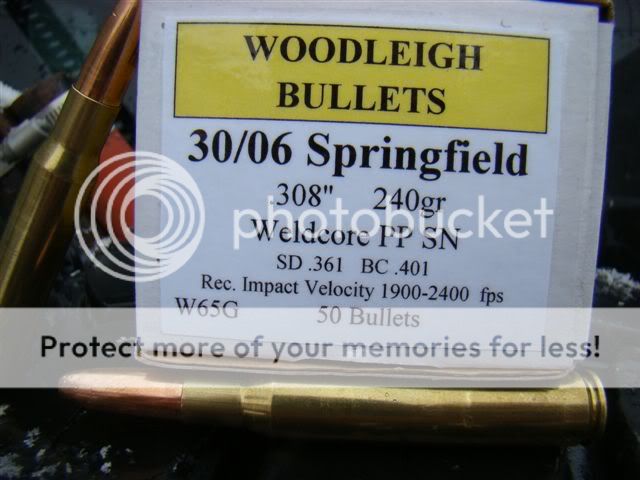 WOODLEIGH
BULLETS
30/06 Springfield
308" 240gr
photobucket
Weldcore PP SN
SD .361 BC .401
Rec. Impact Velocity 1900-2400 fps
W65G 50 Bullets
Protect more of your memories for less!